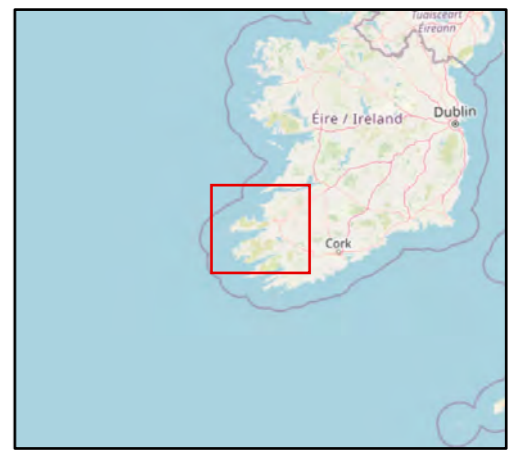 Tuaisceart
Éireann
Éire / Ireland
Dublin
Cork